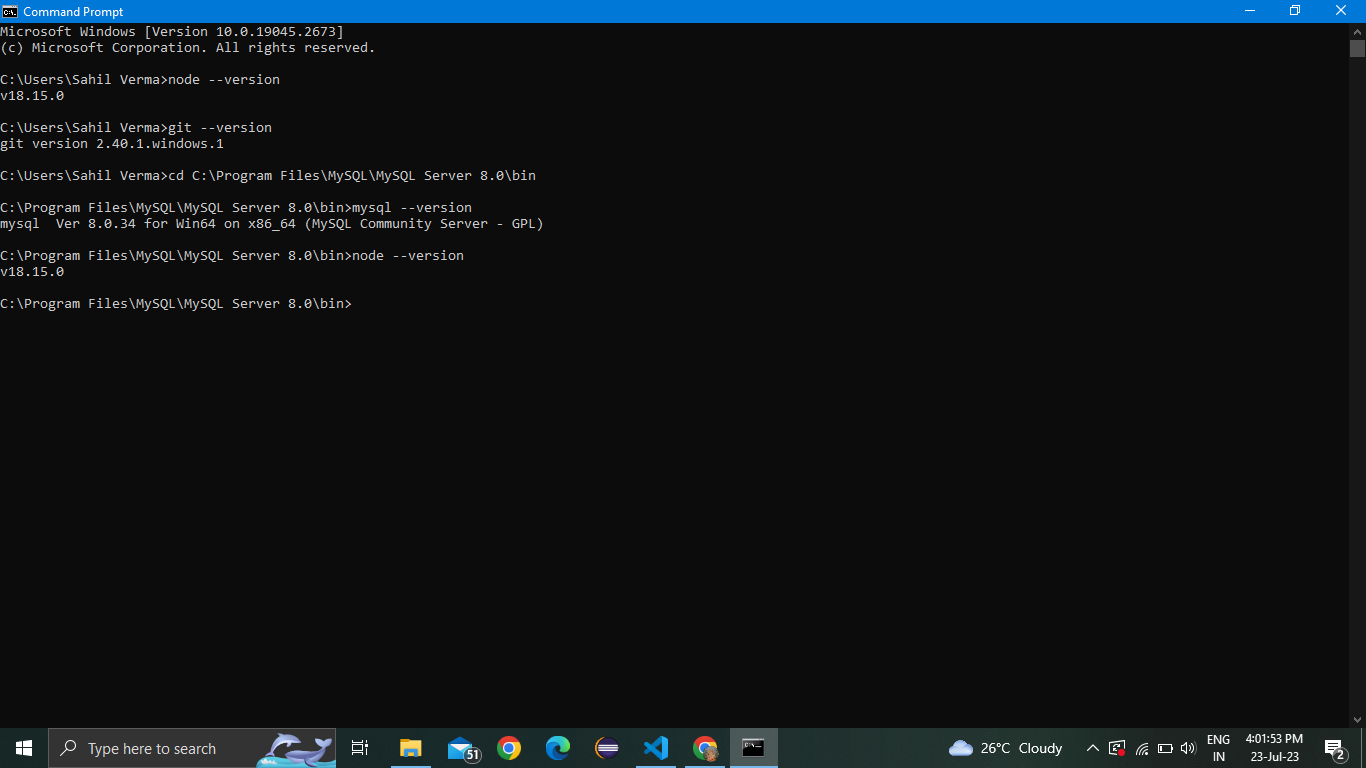 Command Prompt
Microsoft Windows [Version 10.0.19045.2673]
(c) Microsoft Corporation. All rights reserved.
C:\Users\Sahil Verma>node --version
v18.15.0
C:\Users\Sahil Verma>git --version
git version 2.40.1.windows.1
C:\Users\Sahil Verma>cd C:\Program Files\MySQL\MySQL Server 8.0\bin
C:\Program Files\MySQL\MySQL Server 8.0\bin>mysql --version
mysql  Ver 8.0.34 for Win64 on x86_64 (MySQL Community Server - GPL)
C:\Program Files\MySQL\MySQL Server 8.0\bin>node --version
v18.15.0
C:\Program Files\MySQL\MySQL Server 8.0\bin>
Type here to search
51
26°C Cloudy
ENG
IN
4:01:53 PM
23-Jul-23
2